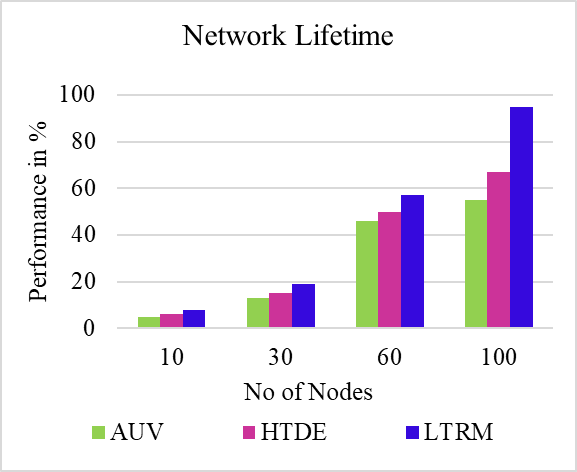 Network Lifetime
100
80
60
40
20
0
Performance in %
10 30 60 100
No of Nodes
AUV HTDE LTRM